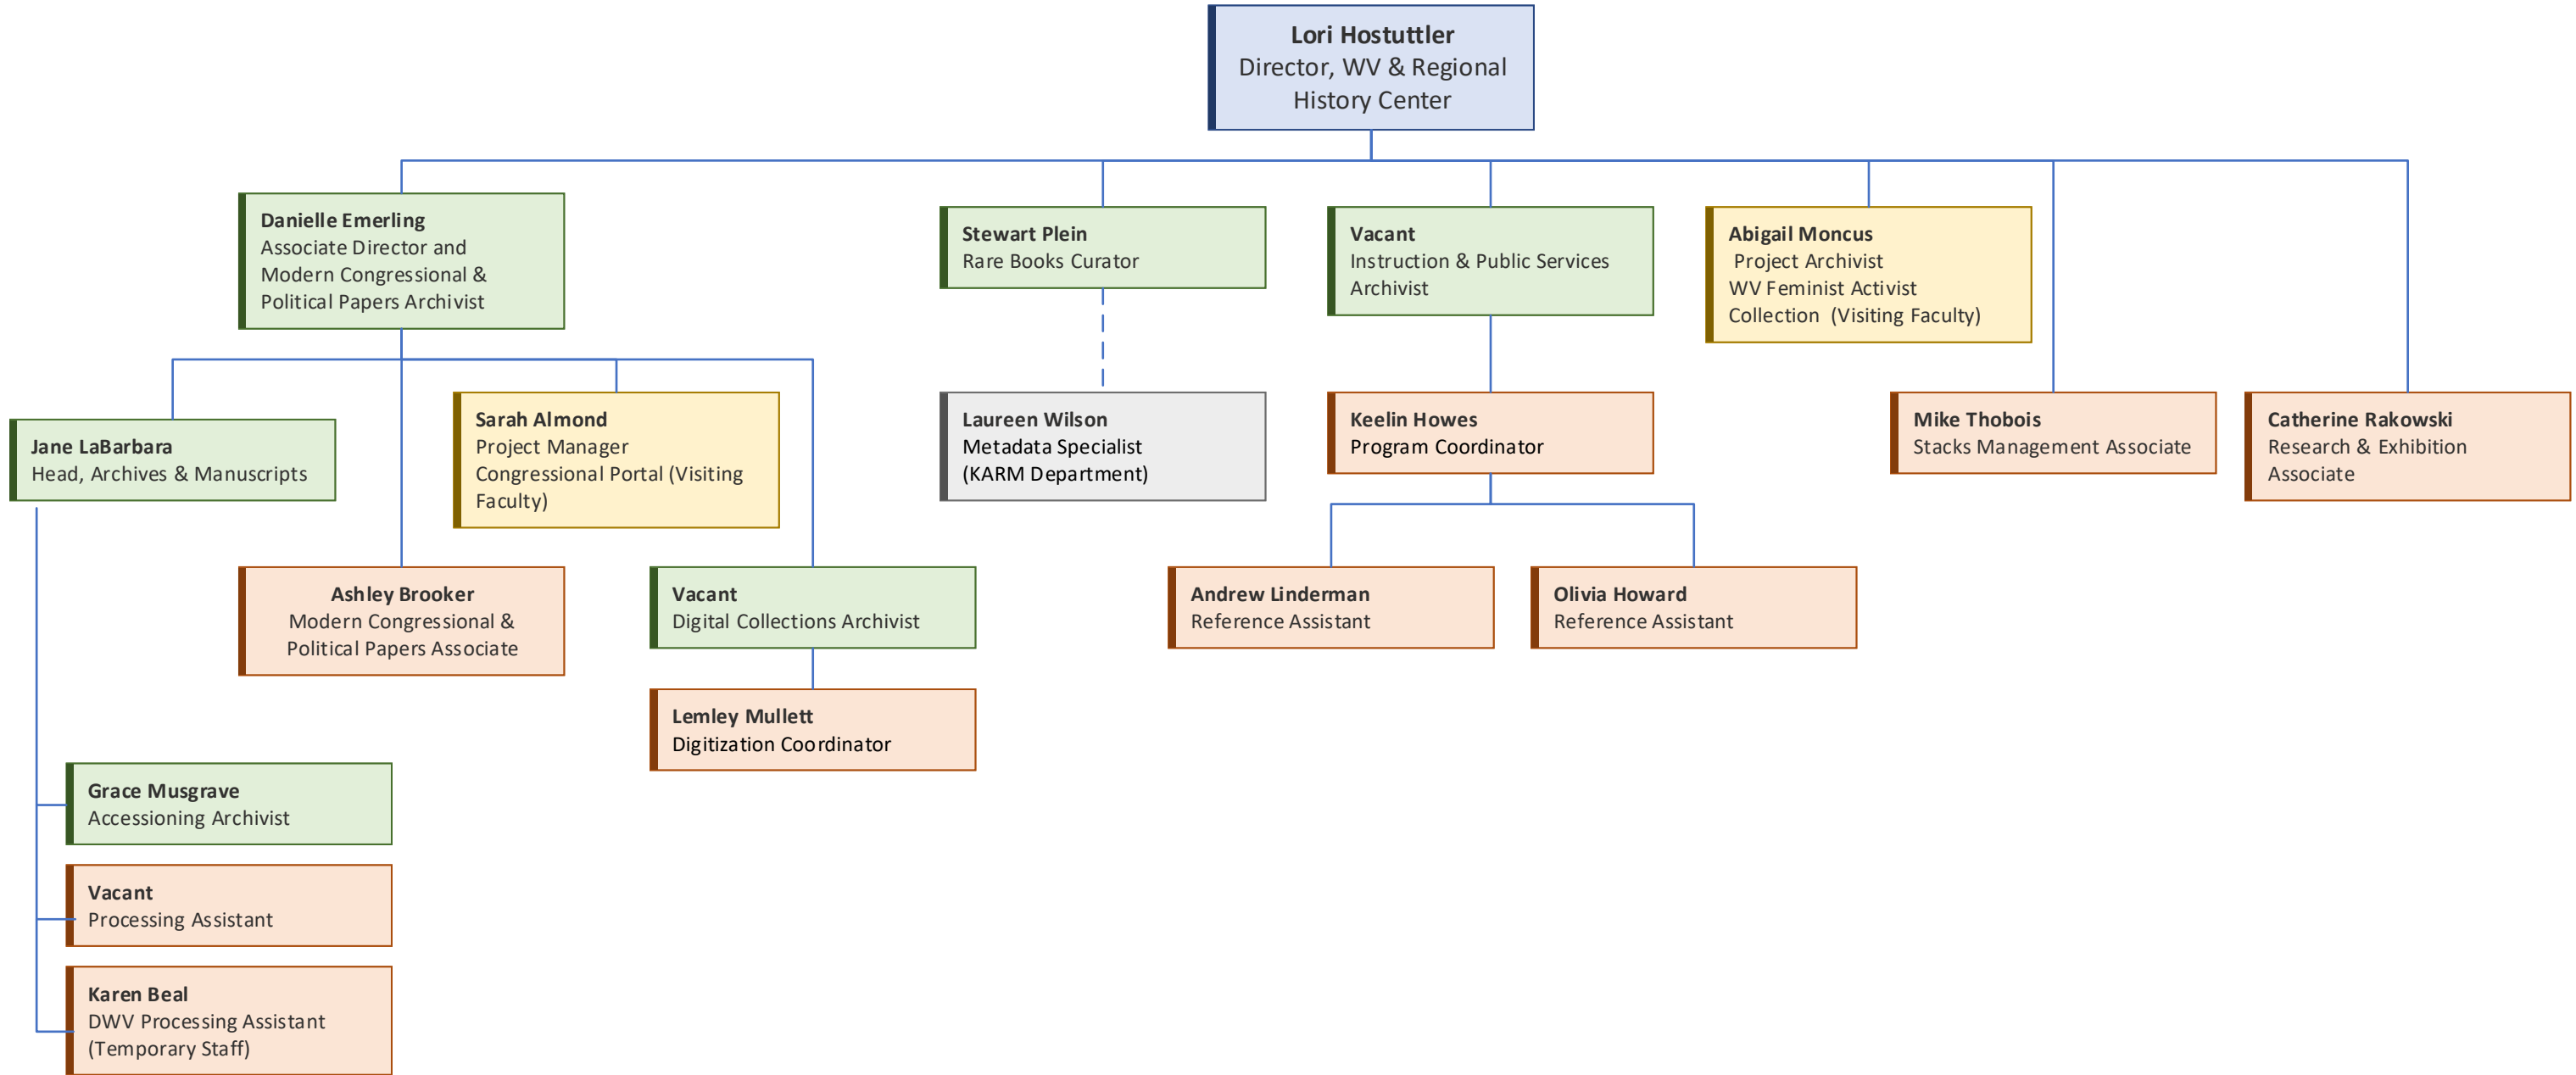 Lori Hostuttler
Director, WV & Regional
History Center
Danielle Emerling
Associate Director and
Modern Congressional &
Political Papers Archivist
Stewart Plein
Rare Books Curator
Vacant
Instruction & Public Services
Archivist
Abigail Moncus
Project Archivist
WV Feminist Activist
Collection (Visiting Faculty)
Jane LaBarbara
Head, Archives & Manuscripts
Sarah Almond
Project Manager
Congressional Portal (Visiting
Faculty)
Laureen Wilson
Metadata Specialist
(KARM Department)
Keelin Howes
Program Coordinator
Mike Thobois
Stacks Management Associate
Catherine Rakowski
Research & Exhibition
Associate
Ashley Brooker
Modern Congressional &
Political Papers Associate
Vacant
Digital Collections Archivist
Andrew Linderman
Reference Assistant
Olivia Howard
Reference Assistant
Lemley Mullett
Digitization Coordinator
Grace Musgrave
Accessioning Archivist
Vacant
Processing Assistant
Karen Beal
DWV Processing Assistant
(Temporary Staff)